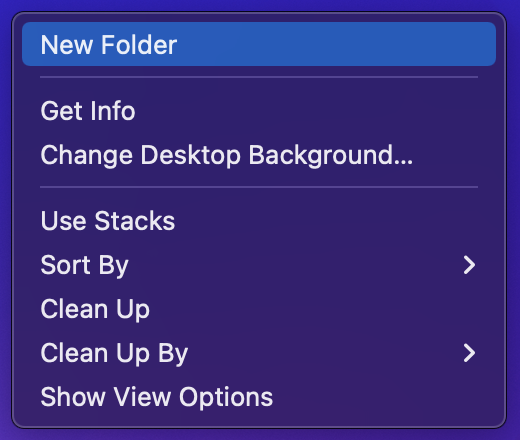 New Folder
Get Info
Change Desktop Background...
Use Stacks
Sort By
Clean Up
Clean Up By
Show View Options